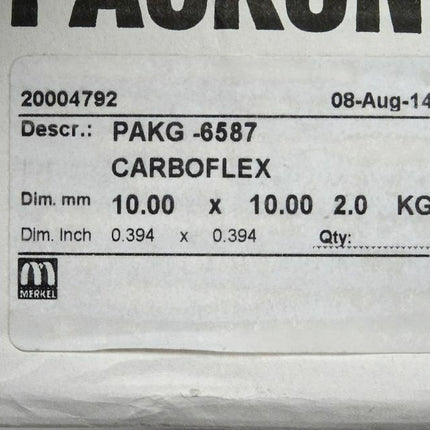 20004792 08-Aug-14
Descr.: PAKG -6587
CARBOFLEX
Dim. mm 10.00 x 10.00 2.0 KG
Dim. Inch 0.394 x 0.394 Qty:
MERKEL